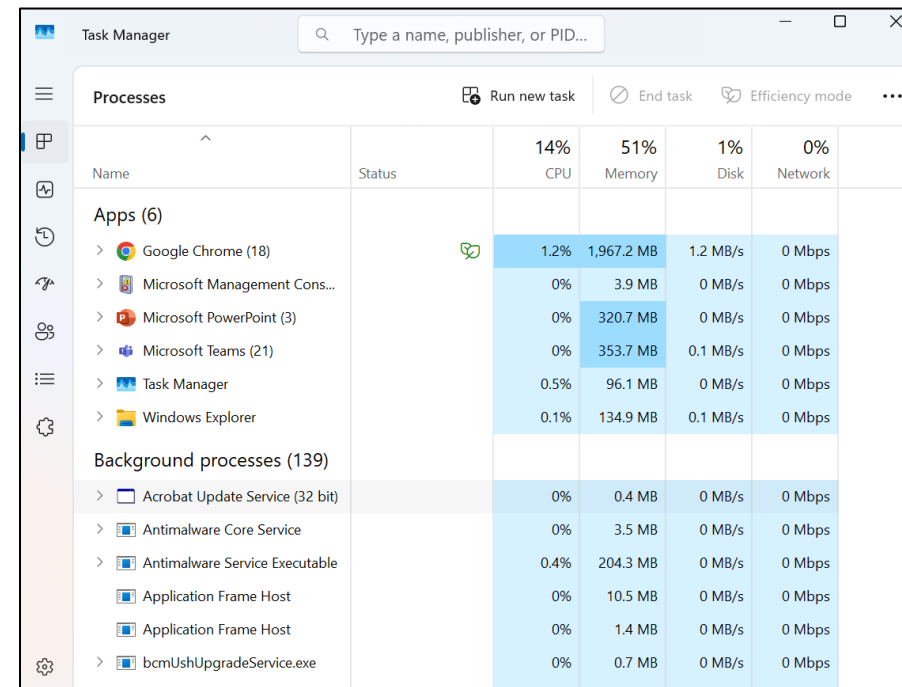 Task Manager
Type a name, publisher, or PID...
Processes
Run new task
End task
Efficiency mode
14% 51% 1% 0%
Name Status CPU Memory Disk Network
Apps (6)
Google Chrome (18) 1.2% 1,967.2 MB 1.2 MB/s 0 Mbps
Microsoft Management Cons... 0% 3.9 MB 0 MB/s 0 Mbps
Microsoft PowerPoint (3) 0% 320.7 MB 0 MB/s 0 Mbps
Microsoft Teams (21) 0% 353.7 MB 0.1 MB/s 0 Mbps
Task Manager 0.5% 96.1 MB 0 MB/s 0 Mbps
Windows Explorer 0.1% 134.9 MB 0.1 MB/s 0 Mbps
Background processes (139)
Acrobat Update Service (32 bit) 0% 0.4 MB 0 MB/s 0 Mbps
Antimalware Core Service 0% 3.5 MB 0 MB/s 0 Mbps
Antimalware Service Executable 0.4% 204.3 MB 0 MB/s 0 Mbps
Application Frame Host 0% 10.5 MB 0 MB/s 0 Mbps
Application Frame Host 0% 1.4 MB 0 MB/s 0 Mbps
bcmUshUpgradeService.exe 0% 0.7 MB 0 MB/s 0 Mbps